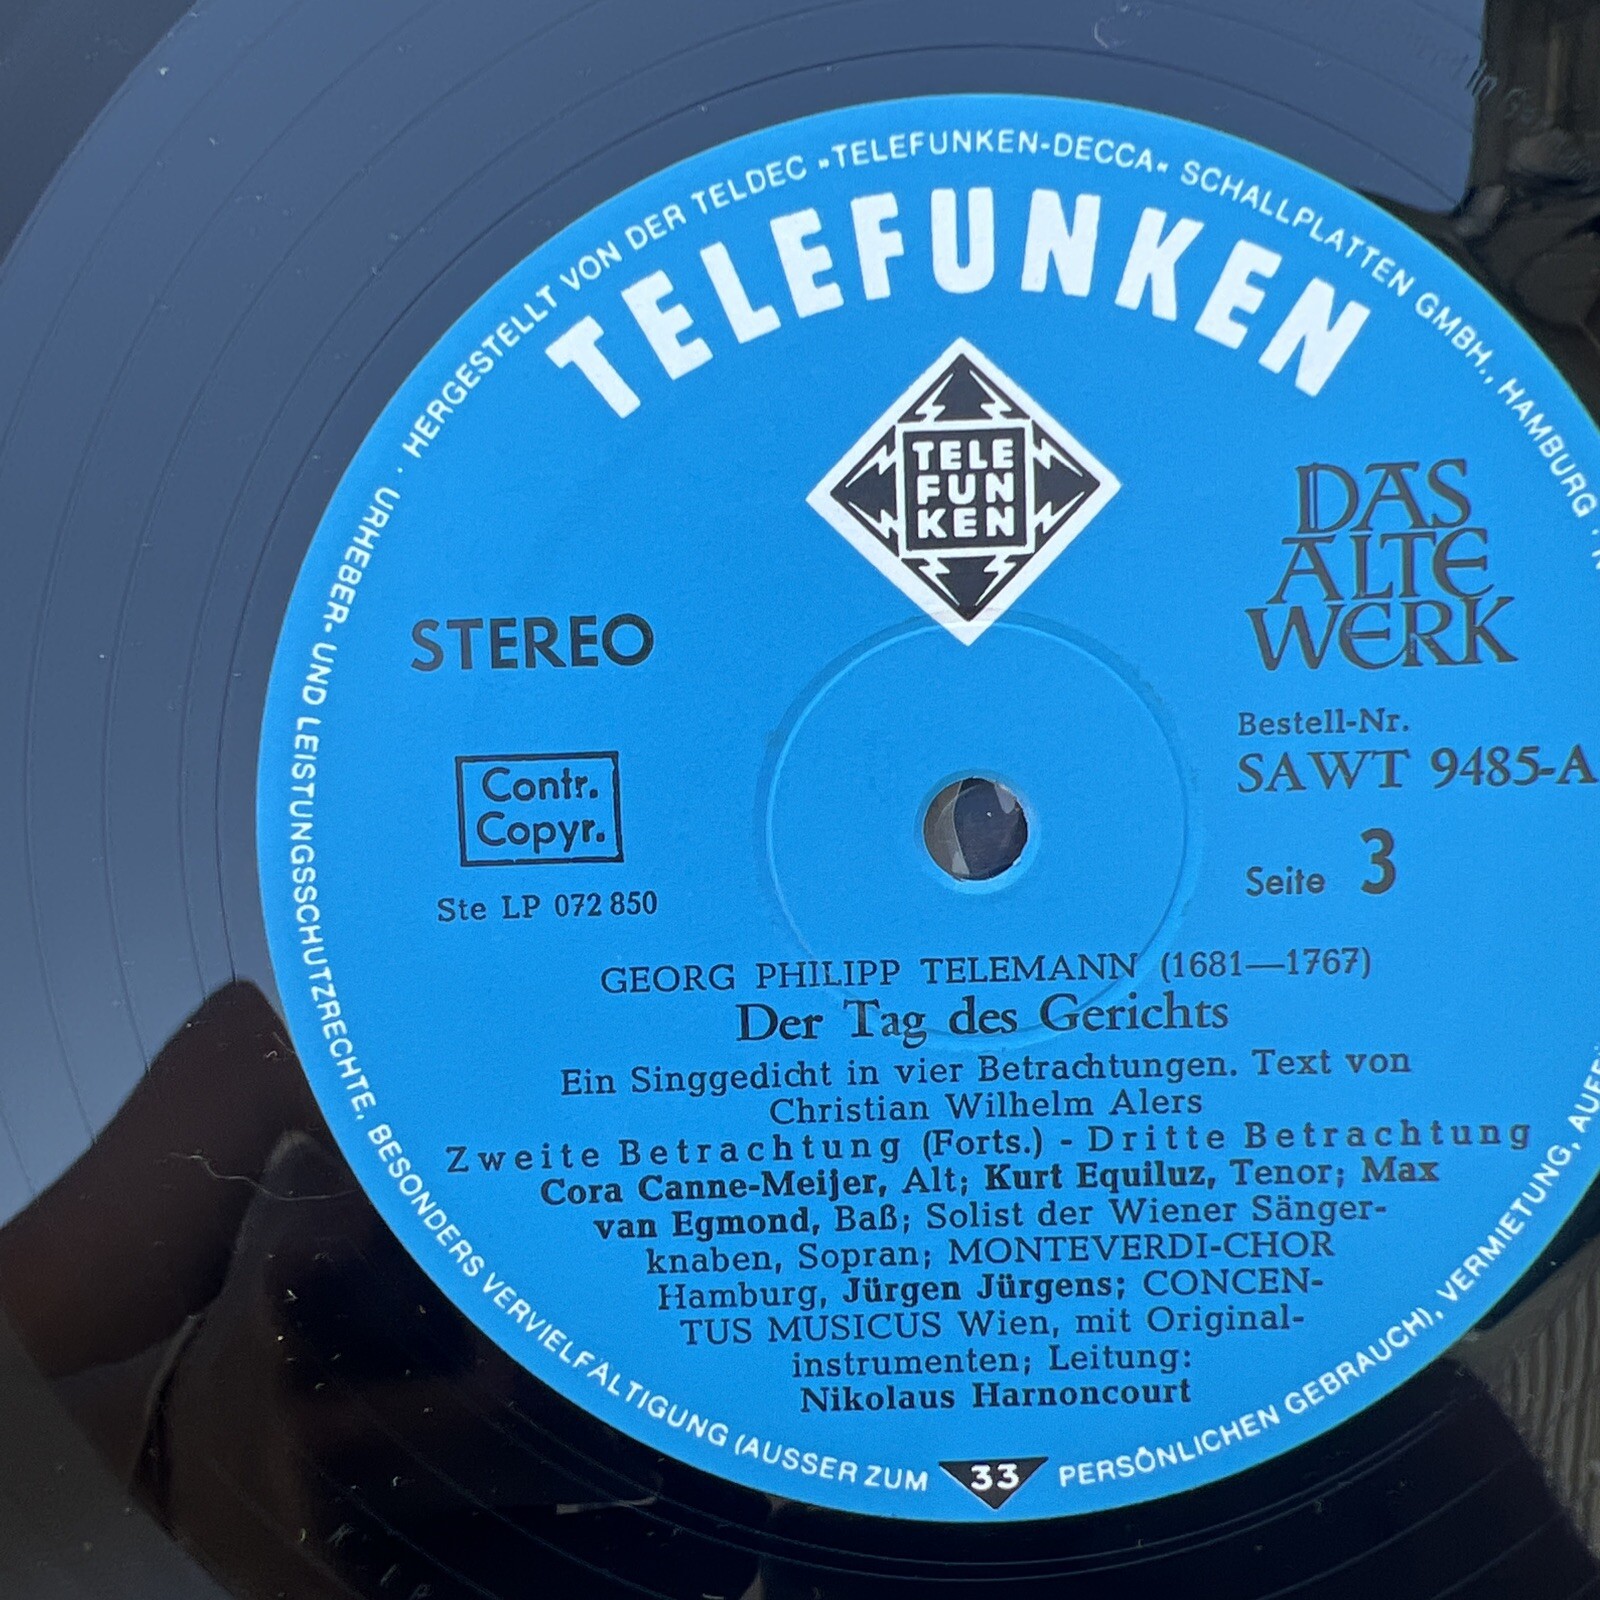 HERGESTELLT VON DER TELDEC »TELEFUNKEN-DECCA« SCHALLPLATTEN GMBH., HAMBURG ·
TELEFUNKEN
TELE
FUN
KEN
DAS
ALTE
WERK
STEREO
Bestell-Nr.
SAWT 9485-A
Contr.
Copyr.
Seite 3
Ste LP 072 850
GEORG PHILIPP TELEMANN (1681—1767)
Der Tag des Gerichts
Ein Singgedicht in vier Betrachtungen. Text von
Christian Wilhelm Alers
Zweite Betrachtung (Forts.) - Dritte Betrachtung
Cora Canne-Meijer, Alt; Kurt Equiluz, Tenor; Max
van Egmond, Baß; Solist der Wiener Sänger-
knaben, Sopran; MONTEVERDI-CHOR
Hamburg, Jürgen Jürgens; CONCEN-
TUS MUSICUS Wien, mit Original-
instrumenten; Leitung:
Nikolaus Harnoncourt
33
URHEBER- UND LEISTUNGSSCHUTZRECHTE, BESONDERS VERVIELFÄLTIGUNG (AUSSER ZUM PERSÖNLICHEN GEBRAUCH), VERMIETUNG,